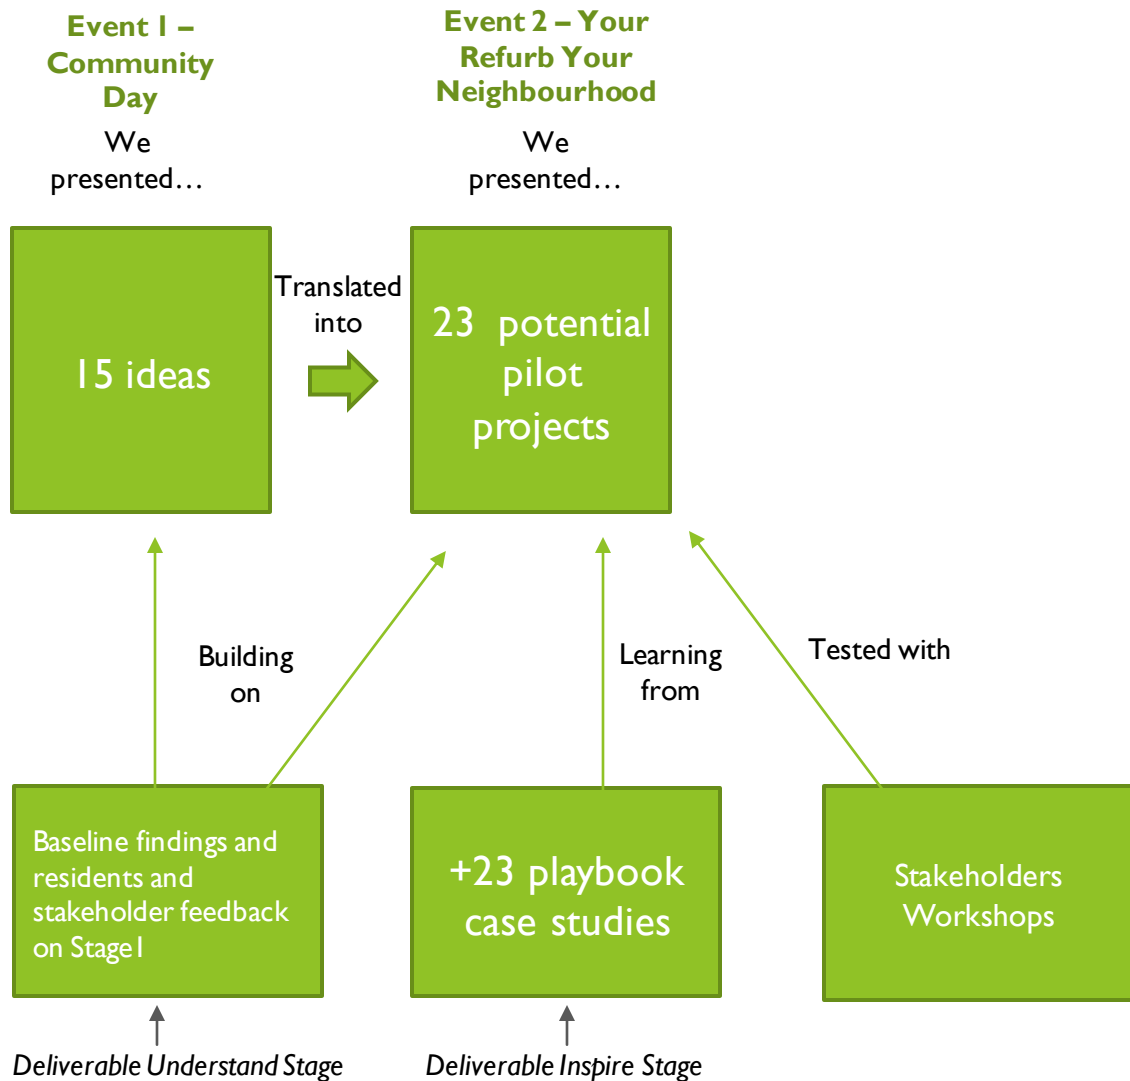 Event 1 –
Community
Day
We
presented…
Event 2 – Your
Refurb Your
Neighbourhood
We
presented…
15 ideas
Translated
into
23 potential
pilot
projects
Building
on
Learning
from
Tested with
Baseline findings and
residents and
stakeholder feedback
on Stage1
+23 playbook
case studies
Stakeholders
Workshops
Deliverable Understand Stage
Deliverable Inspire Stage